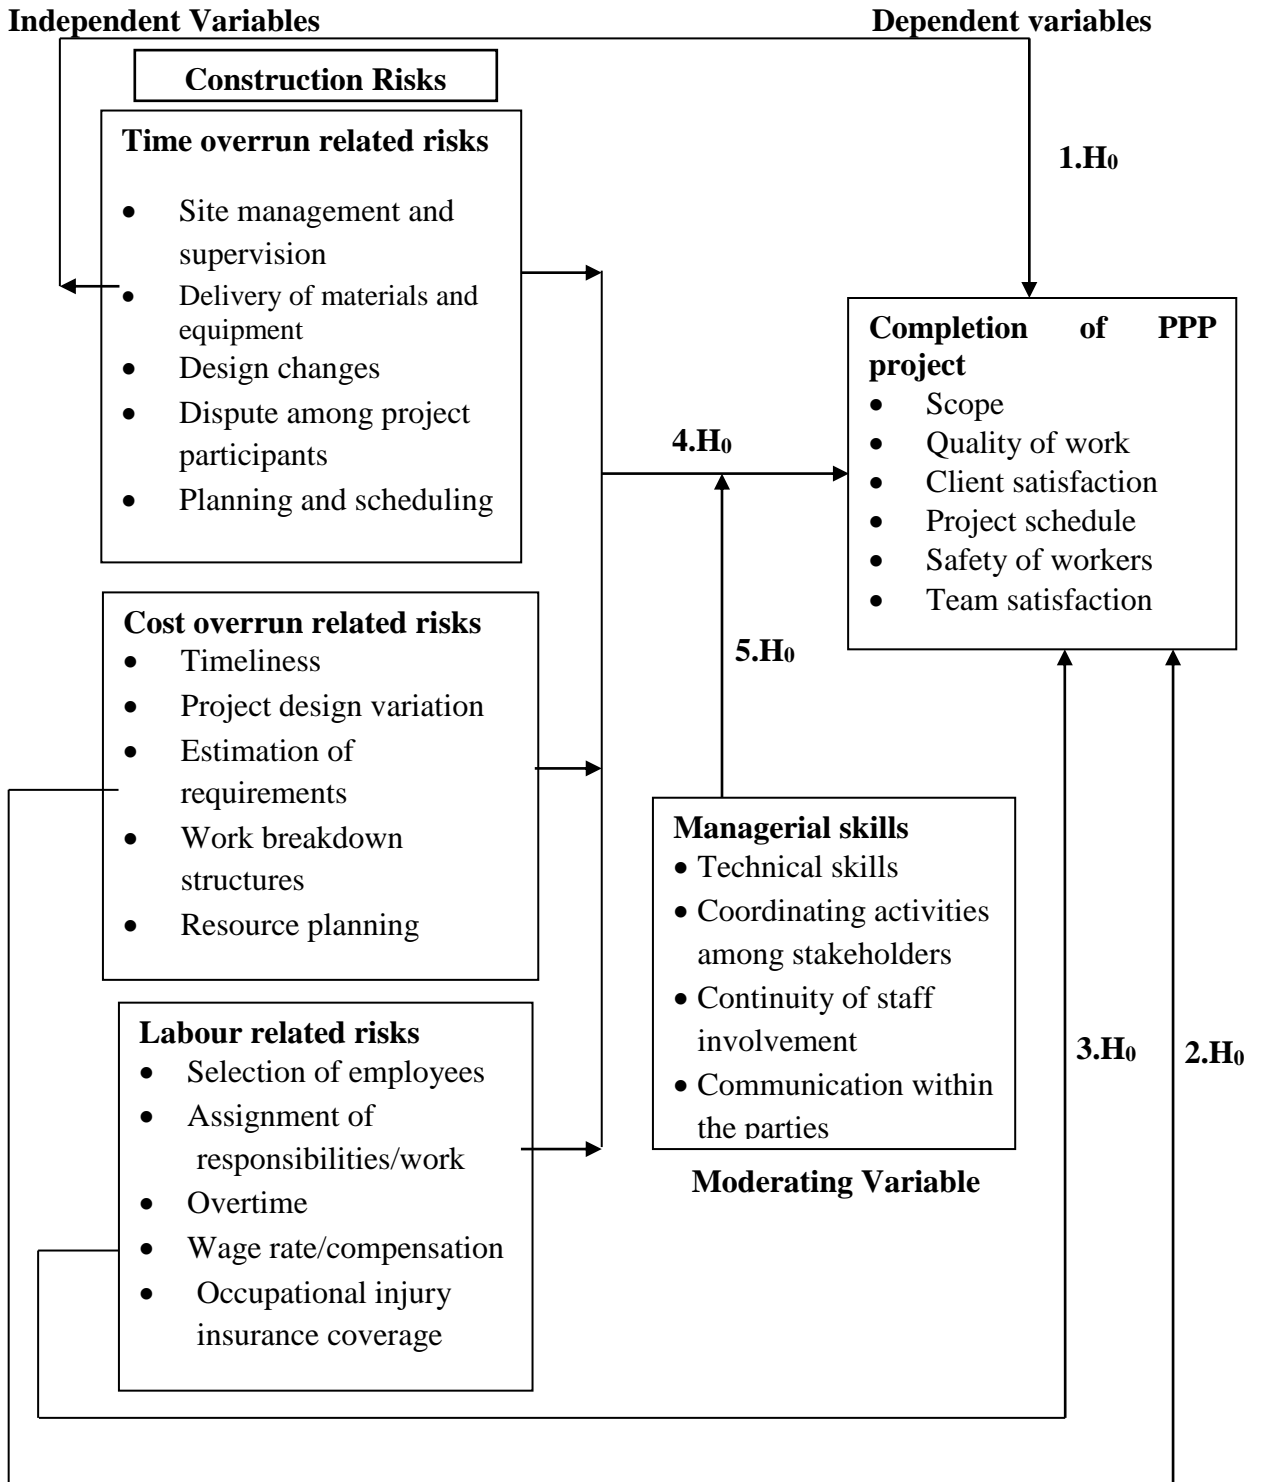 Independent Variables
Dependent variables
Construction Risks
Time overrun related risks
• Site management and
supervision
• Delivery of materials and
equipment
• Design changes
• Dispute among project
participants
• Planning and scheduling
1.H₀
Completion of PPP
project
• Scope
• Quality of work
• Client satisfaction
• Project schedule
• Safety of workers
• Team satisfaction
4.H₀
5.H₀
Cost overrun related risks
• Timeliness
• Project design variation
• Estimation of
requirements
• Work breakdown
structures
• Resource planning
Managerial skills
• Technical skills
• Coordinating activities
among stakeholders
• Continuity of staff
involvement
• Communication within
the parties
Moderating Variable
3.H₀
2.H₀
Labour related risks
• Selection of employees
• Assignment of
responsibilities/work
• Overtime
• Wage rate/compensation
• Occupational injury
insurance coverage